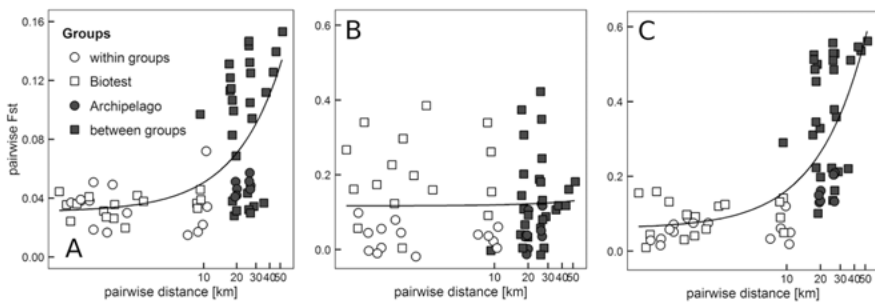 A
B
C
pairwise Fst
0.16
0.12
0.08
0.04
0.00
Groups
within groups
Biotest
Archipelago
between groups
10 20 30 40 50
pairwise distance [km]
0.4
0.2
0.0
10 20 30 40 50
pairwise distance [km]
0.6
0.4
0.2
0.0
10 20 30 40 50
pairwise distance [km]